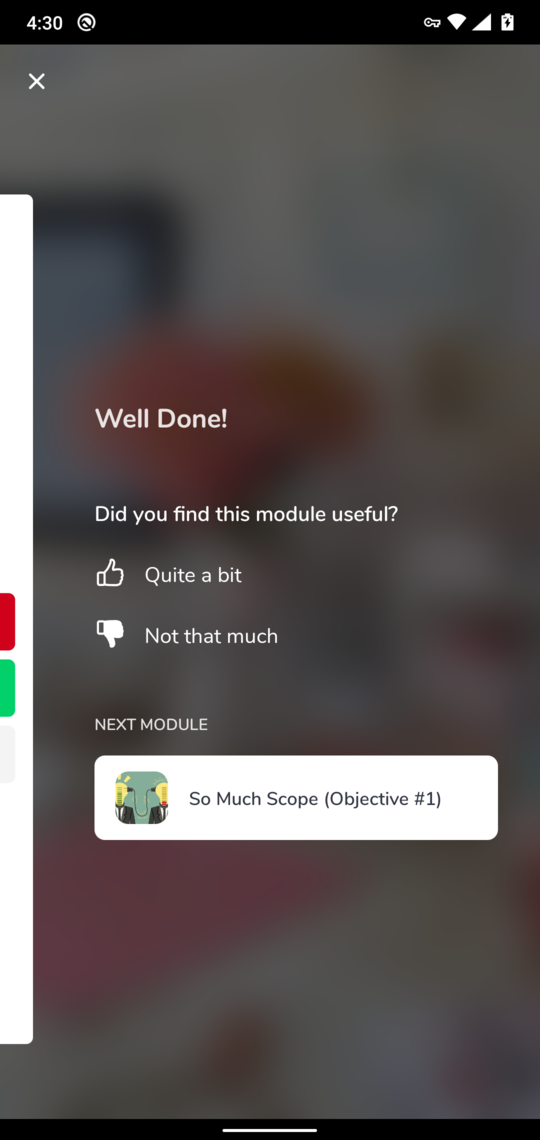 4:30
Well Done!
Did you find this module useful?
Quite a bit
Not that much
NEXT MODULE
So Much Scope (Objective #1)